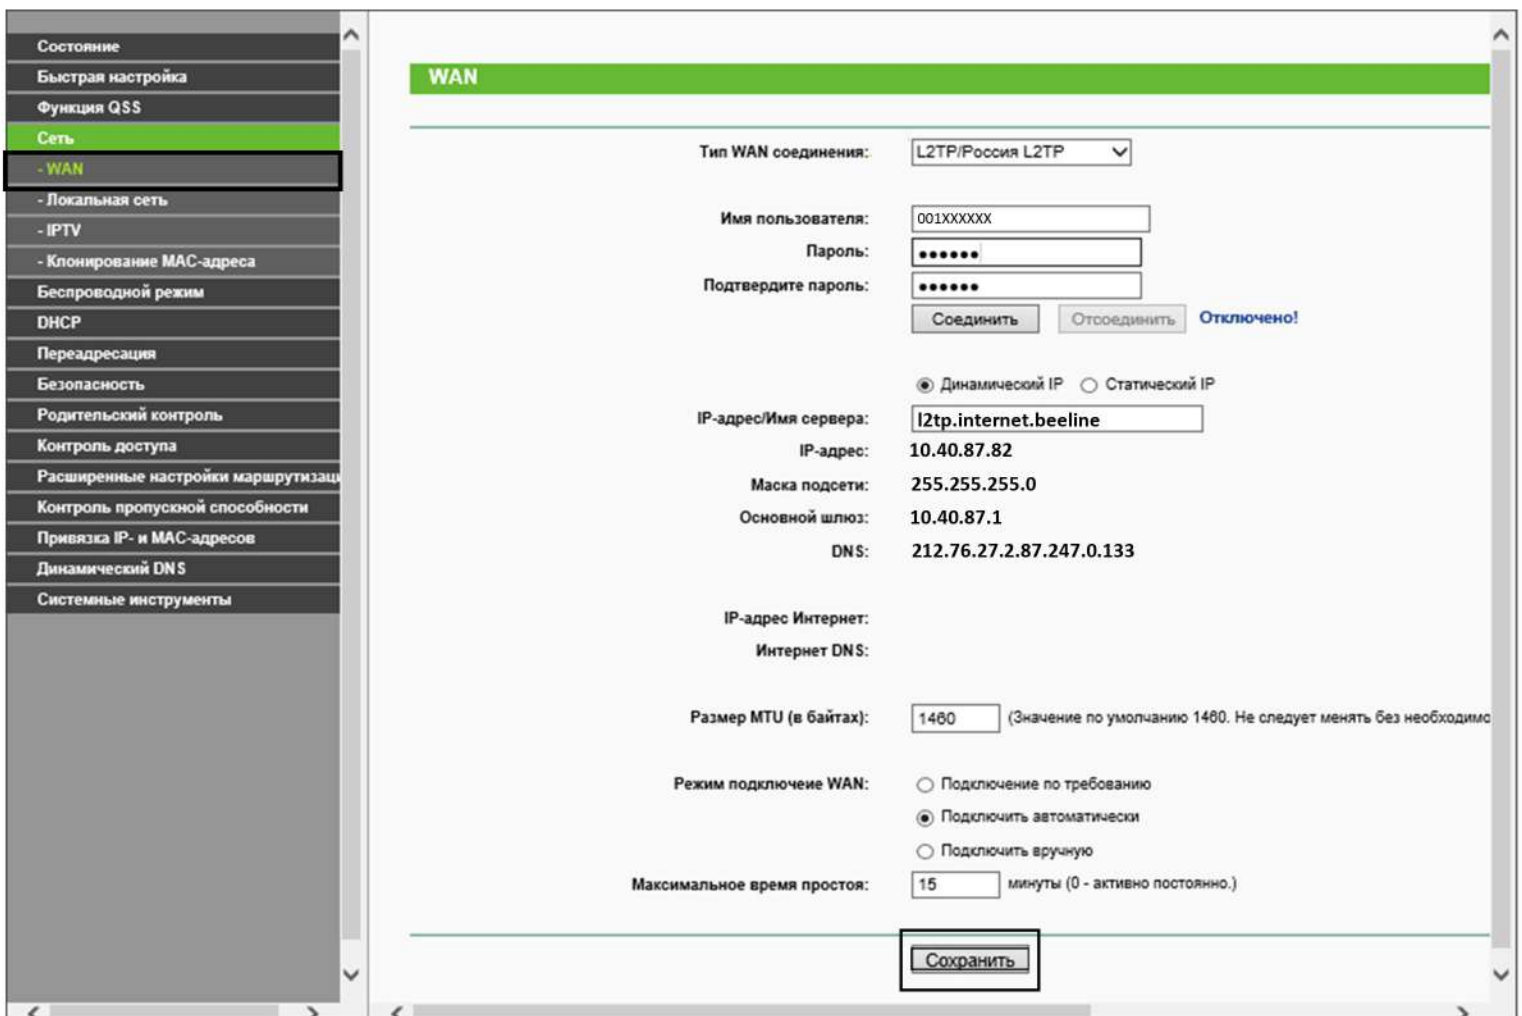 Состояние
Быстрая настройка
Функция QSS
Сеть
- WAN
- Локальная сеть
- IPTV
- Клонирование MAC-адреса
Беспроводной режим
DHCP
Переадресация
Безопасность
Родительский контроль
Контроль доступа
Расширенные настройки маршрутизаци
Контроль пропускной способности
Привязка IP- и MAC-адресов
Динамический DNS
Системные инструменты
WAN
Тип WAN соединения: L2TP/Россия L2TP
Имя пользователя: 001XXXXXX
Пароль: ●●●●●●
Подтвердите пароль: ●●●●●●
Соединить Отсоединить Отключено!
Динамический IP Статический IP
IP-адрес/Имя сервера: l2tp.internet.beeline
IP-адрес: 10.40.87.82
Маска подсети: 255.255.255.0
Основной шлюз: 10.40.87.1
DNS: 212.76.27.2.87.247.0.133
IP-адрес Интернет:
Интернет DNS:
Размер MTU (в байтах): 1460 (Значение по умолчанию 1460. Не следует менять без необходимо
Режим подключеие WAN: Подключение по требованию
Подключить автоматически
Подключить вручную
Максимальное время простоя: 15 минуты (0 - активно постоянно.)
Сохранить